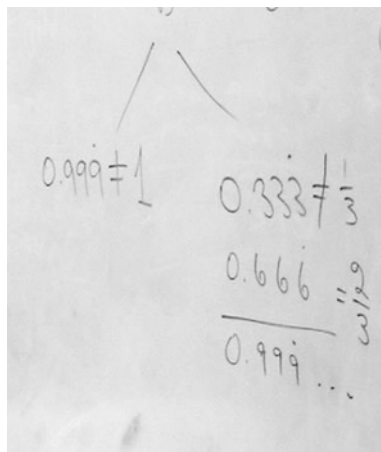 0.999̇ ≠ 1
0.333̇ ≠ 1/3
0.666̇ = 2/3
0.999̇ ...